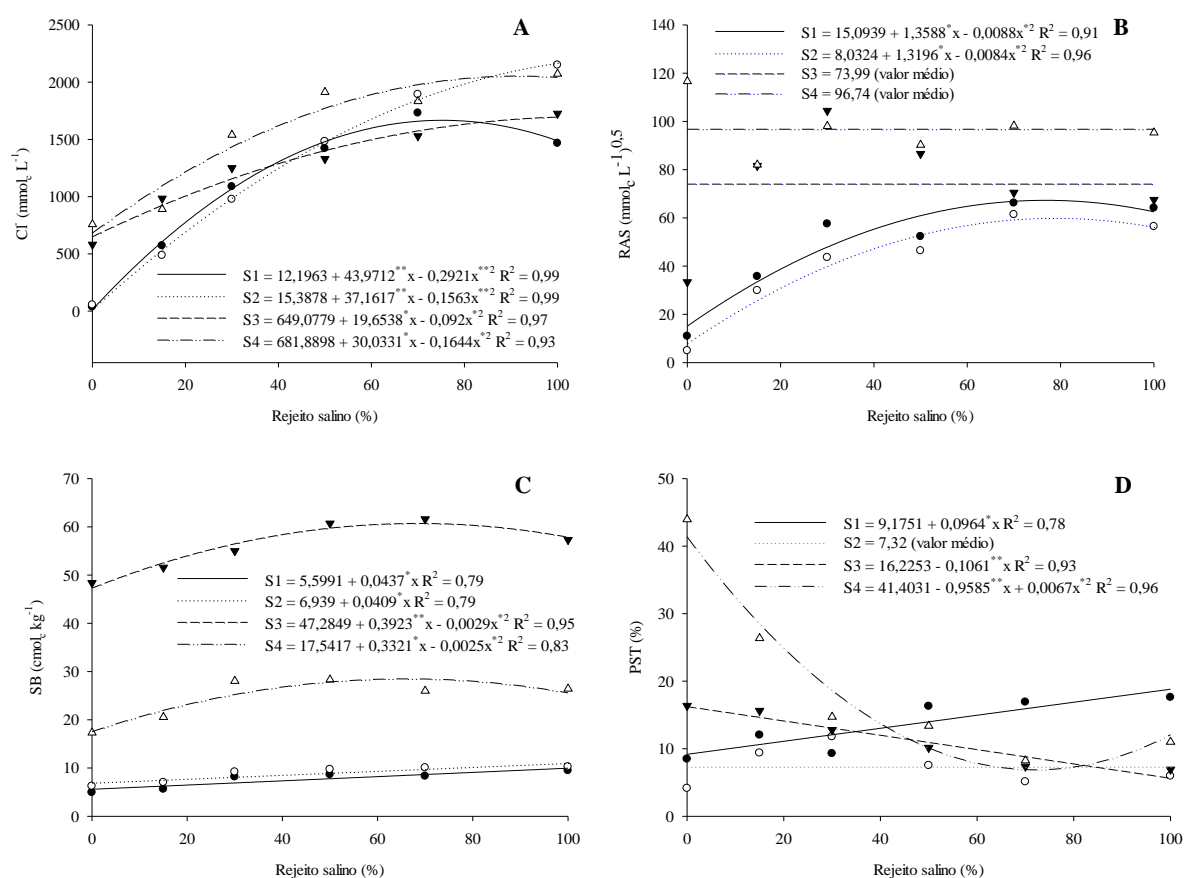 A
2500
2000
1500
1000
500
0
Cl⁻ (mmol_c L⁻¹)
S1 = 12,1963 + 43,9712**x - 0,2921x**² R² = 0,99
S2 = 15,3878 + 37,1617**x - 0,1563x**² R² = 0,99
S3 = 649,0779 + 19,6538*x - 0,092x*² R² = 0,97
S4 = 681,8898 + 30,0331*x - 0,1644x*² R² = 0,93
0 20 40 60 80 100
Rejeito salino (%)
B
140
120
100
80
60
40
20
0
RAS (mmol_c L⁻¹)^0,5
S1 = 15,0939 + 1,3588*x - 0,0088x*² R² = 0,91
S2 = 8,0324 + 1,3196*x - 0,0084x*² R² = 0,96
S3 = 73,99 (valor médio)
S4 = 96,74 (valor médio)
0 20 40 60 80 100
Rejeito salino (%)
C
70
60
50
40
30
20
10
0
SB (cmol_c kg⁻¹)
S1 = 5,5991 + 0,0437*x R² = 0,79
S2 = 6,939 + 0,0409*x R² = 0,79
S3 = 47,2849 + 0,3923**x - 0,0029x*² R² = 0,95
S4 = 17,5417 + 0,3321*x - 0,0025x*² R² = 0,83
0 20 40 60 80 100
Rejeito salino (%)
D
50
40
30
20
10
0
PST (%)
S1 = 9,1751 + 0,0964*x R² = 0,78
S2 = 7,32 (valor médio)
S3 = 16,2253 - 0,1061**x R² = 0,93
S4 = 41,4031 - 0,9585**x + 0,0067x*² R² = 0,96
0 20 40 60 80 100
Rejeito salino (%)